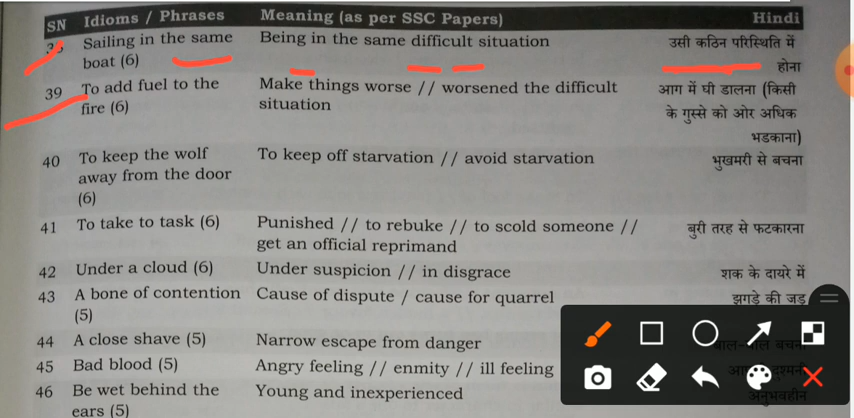 SN Idioms / Phrases Meaning (as per SSC Papers) Hindi
Sailing in the same Being in the same difficult situation उसी कठिन परिस्थिति में
boat (6) होना
39 To add fuel to the Make things worse // worsened the difficult आग में घी डालना (किसी
fire (6) situation के गुस्से को ओर अधिक
भडकाना)
40 To keep the wolf To keep off starvation // avoid starvation भुखमरी से बचना
away from the door
(6)
41 To take to task (6) Punished // to rebuke // to scold someone // बुरी तरह से फटकारना
get an official reprimand
42 Under a cloud (6) Under suspicion // in disgrace शक के दायरे में
43 A bone of contention Cause of dispute / cause for quarrel झगड़े की जड़
(5)
44 A close shave (5) Narrow escape from danger
45 Bad blood (5) Angry feeling // enmity // ill feeling
46 Be wet behind the Young and inexperienced अनुभवहीन
ears (5)